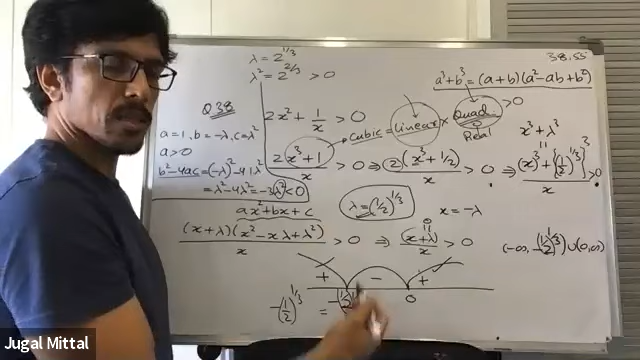 λ = 2^{1/3}
λ² = 2^{2/3} > 0
38.55
a³+b³ = (a+b)(a²-ab+b²)
Q38
2x² + 1/x > 0
Cubic = Linear × Quad. > 0
Real
a=1, b=-λ, c=λ²
a>0
x³+λ³
2x³+1 / x > 0 ⇒ 2(x³+1/2) / x > 0 ⇒ (x)³+{(1/2)^{1/3}}³ / x > 0
b²-4ac = (-λ)²-4·1·λ²
= λ²-4λ² = -3λ² < 0
λ = (1/2)^{1/3}
x = -λ
ax²+bx+c
(x+λ)(x²-xλ+λ²) / x > 0 ⇒ (x+λ) / x > 0
+ - +
0
-(1/2)^{1/3} =
Jugal Mittal